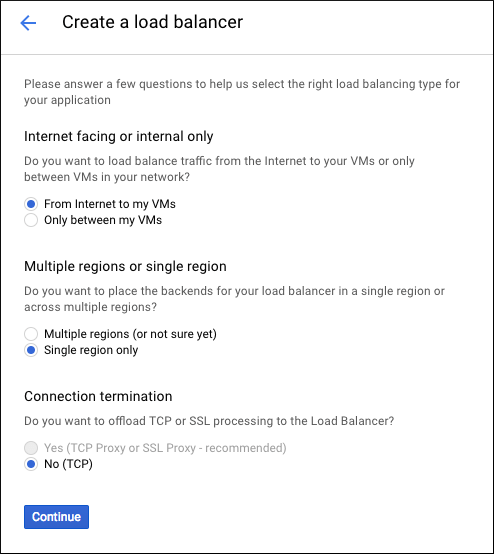 Create a load balancer
Please answer a few questions to help us select the right load balancing type for
your application
Internet facing or internal only
Do you want to load balance traffic from the Internet to your VMs or only
between VMs in your network?
From Internet to my VMs
Only between my VMs
Multiple regions or single region
Do you want to place the backends for your load balancer in a single region or
across multiple regions?
Multiple regions (or not sure yet)
Single region only
Connection termination
Do you want to offload TCP or SSL processing to the Load Balancer?
Yes (TCP Proxy or SSL Proxy - recommended)
No (TCP)
Continue